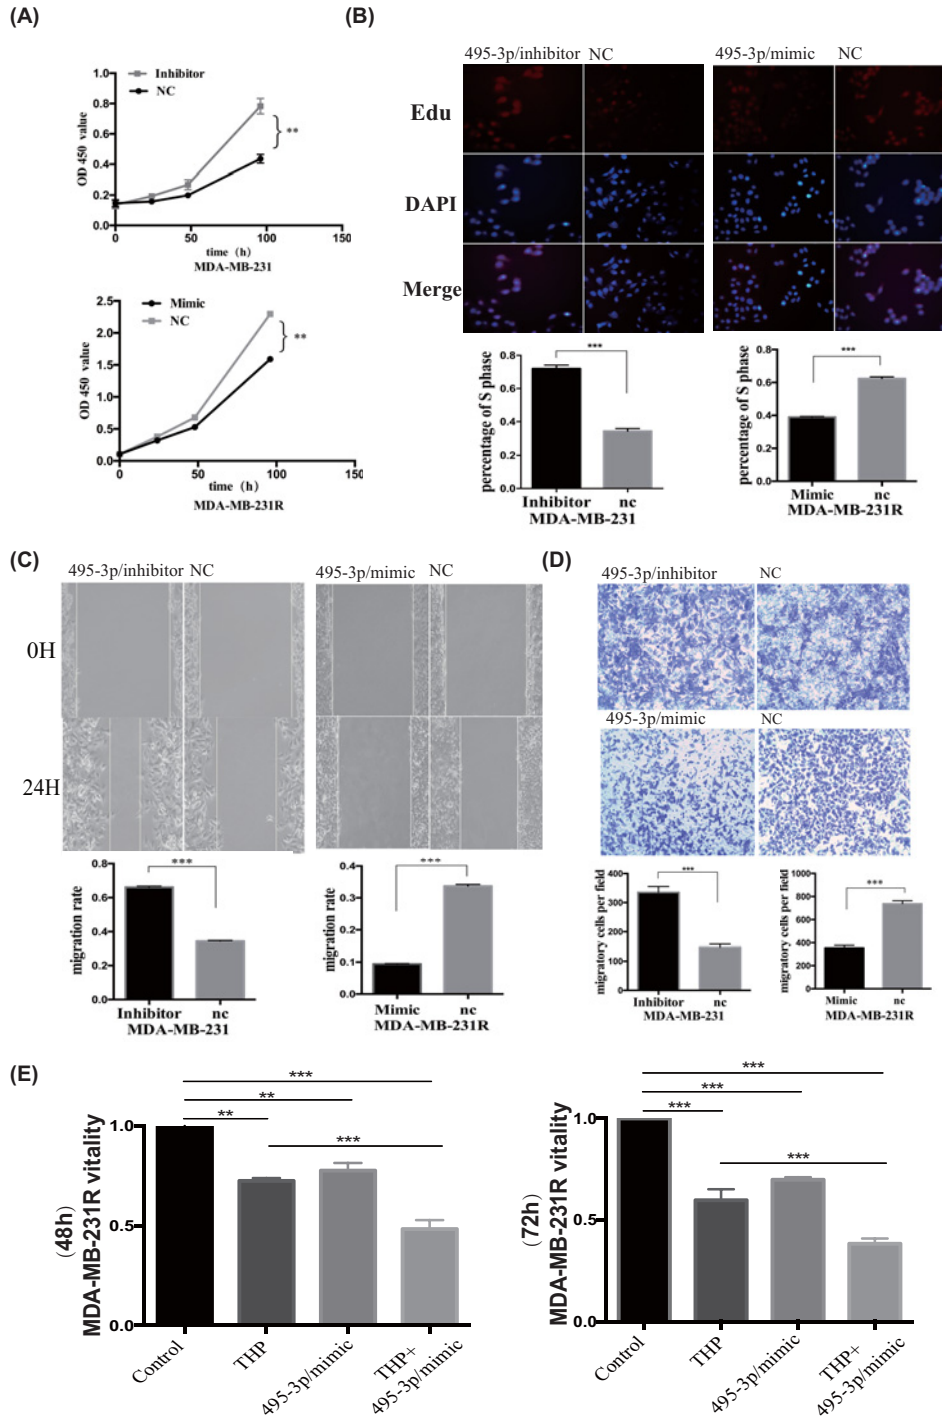 (A)
Inhibitor
NC
OD 450 value
1.0
0.8
0.6
0.4
0.2
0.0
**
0 50 100 150
time (h)
MDA-MB-231
Mimic
NC
OD 450 value
2.5
2.0
1.5
1.0
0.5
0.0
**
0 50 100 150
time (h)
MDA-MB-231R
(B)
495-3p/inhibitor NC 495-3p/mimic NC
Edu
DAPI
Merge
percentage of S phase
0.8
0.6
0.4
0.2
0.0
***
Inhibitor nc
MDA-MB-231
percentage of S phase
0.8
0.6
0.4
0.2
0.0
***
Mimic nc
MDA-MB-231R
(C)
495-3p/inhibitor NC 495-3p/mimic NC
0H
24H
migration rate
0.8
0.6
0.4
0.2
0.0
***
Inhibitor nc
MDA-MB-231
migration rate
0.4
0.3
0.2
0.1
0.0
***
Mimic nc
MDA-MB-231R
(D)
495-3p/inhibitor NC
495-3p/mimic NC
migratory cells per field
400
300
200
100
0
***
Inhibitor nc
MDA-MB-231
migratory cells per field
1000
800
600
400
200
0
***
Mimic nc
MDA-MB-231R
(E)
(48h)
MDA-MB-231R vitality
1.0
0.5
0.0
***
**
**
***
Control
THP
495-3p/mimic
THP+
495-3p/mimic
(72h)
MDA-MB-231R vitality
1.0
0.5
0.0
***
***
***
***
Control
THP
495-3p/mimic
THP+
495-3p/mimic